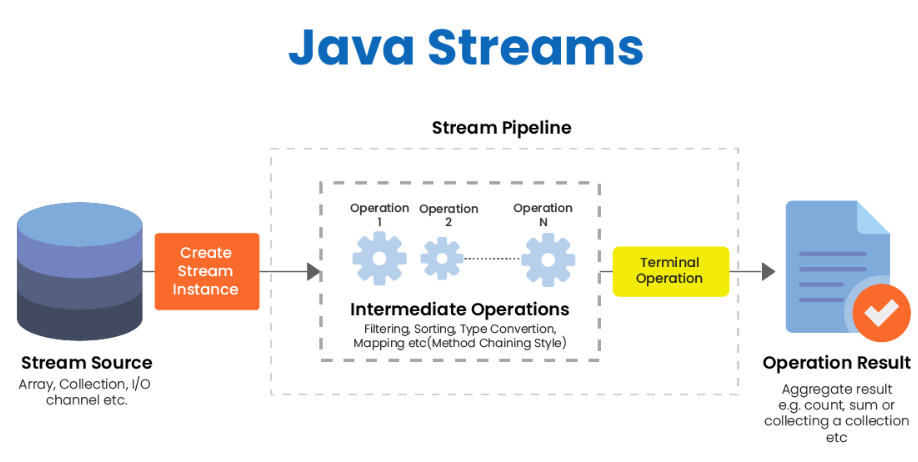 Java Streams
Stream Pipeline
Operation
1
Operation
2
Operation
N
Create
Stream
Instance
Terminal
Operation
Intermediate Operations
Filtering, Sorting, Type Convertion,
Mapping etc(Method Chaining Style)
Stream Source
Array, Collection, I/O
channel etc.
Operation Result
Aggregate result
e.g. count, sum or
collecting a collection
etc